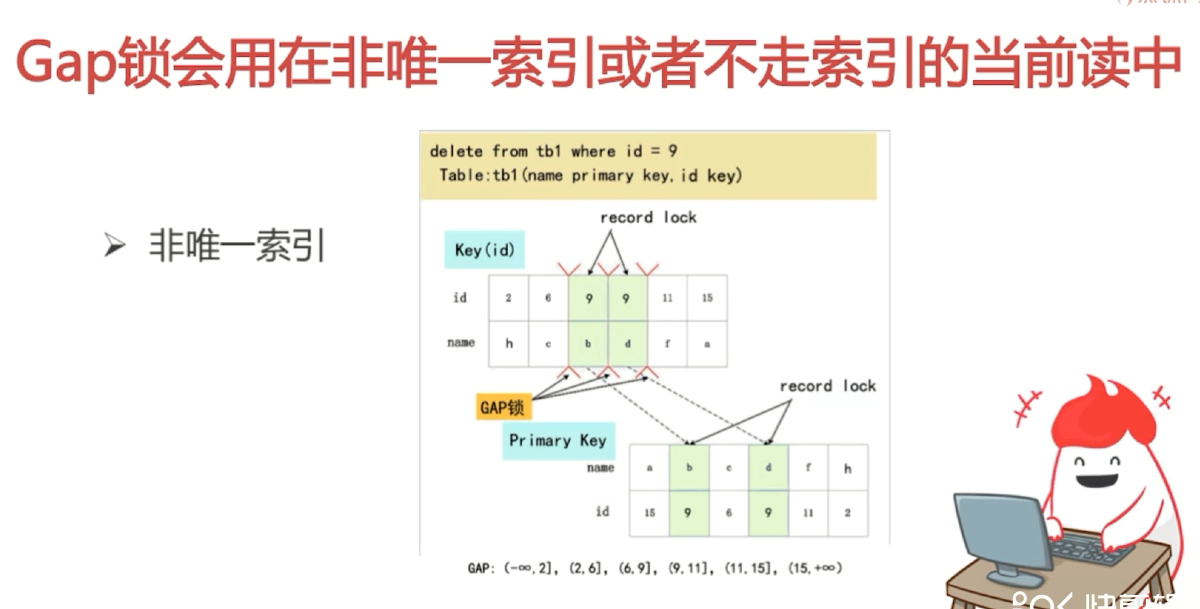 Gap锁会用在非唯一索引或者不走索引的当前读中
delete from tb1 where id = 9
Table:tb1(name primary key,id key)
➢ 非唯一索引
record lock
Key(id)
id 2 6 9 9 11 15
name h c b d f a
GAP锁
record lock
Primary Key
name a b c d f h
id 15 9 6 9 11 2
GAP: (-∞,2], (2,6], (6,9], (9,11], (11,15], (15,+∞)